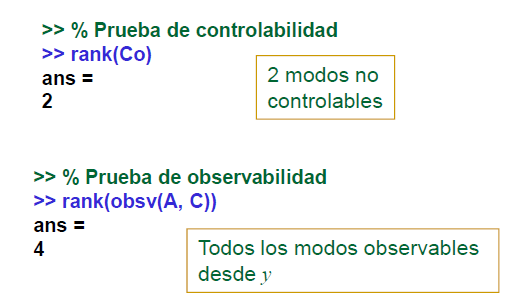 >> % Prueba de controlabilidad
>> rank(Co)
ans =
2
2 modos no
controlables
>> % Prueba de observabilidad
>> rank(obsv(A, C))
ans =
4
Todos los modos observables
desde y